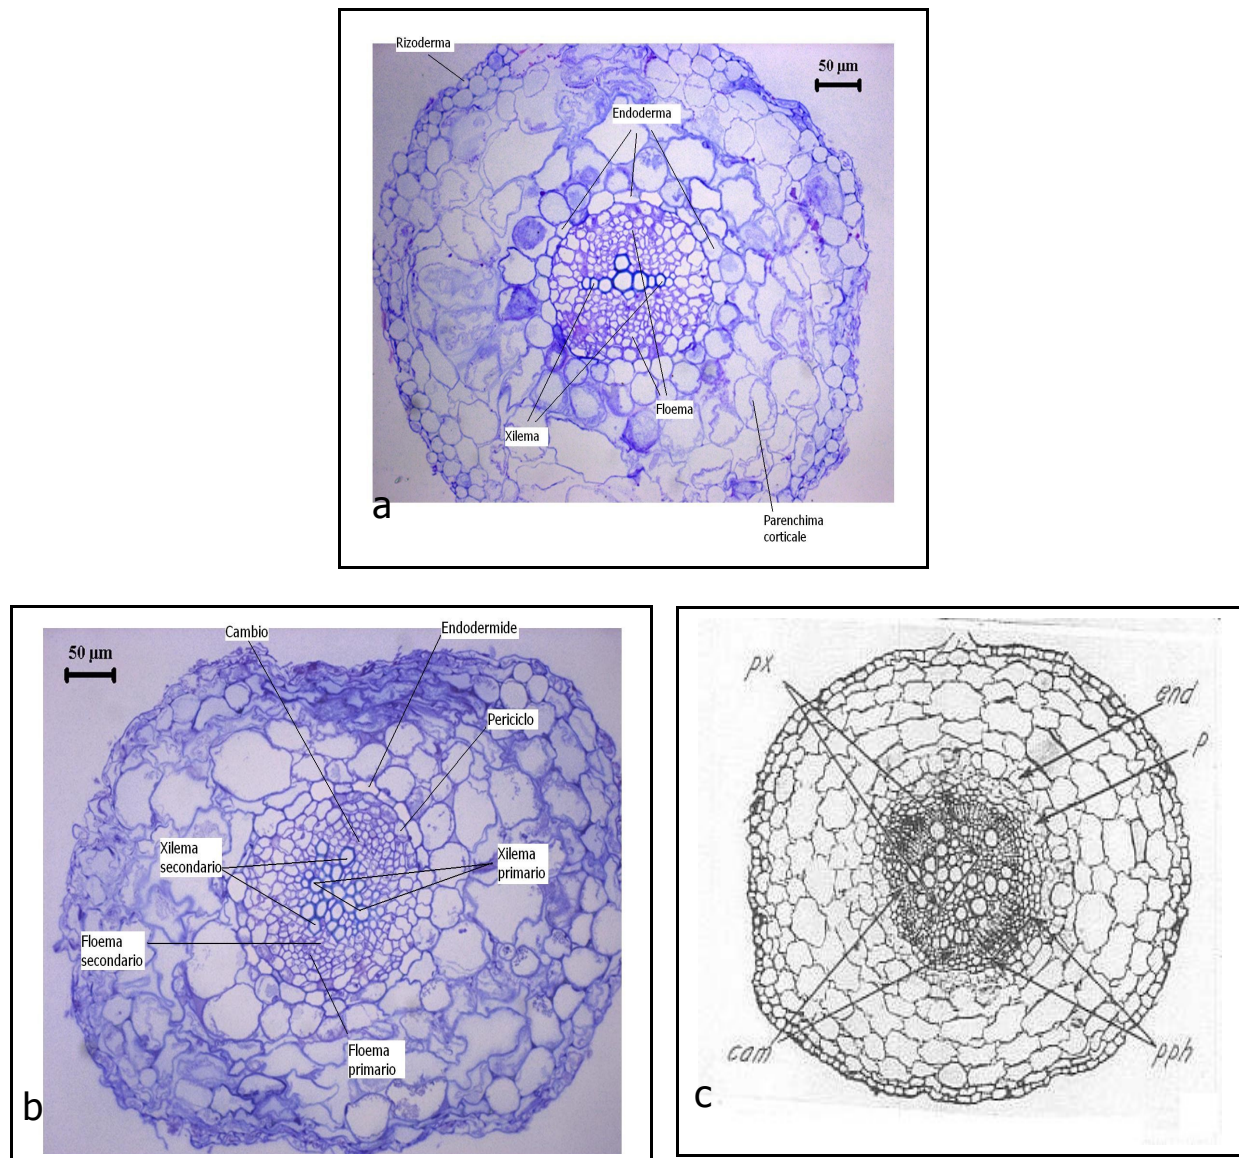 Rizoderma
50 µm
Endoderma
Floema
Xilema
Parenchima
corticale
a
Cambio
Endodermide
50 µm
Periciclo
Xilema
secondario
Xilema
primario
Floema
secondario
Floema
primario
b
px
end
p
cam
pph
c